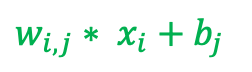 w_{i,j} * x_i + b_j